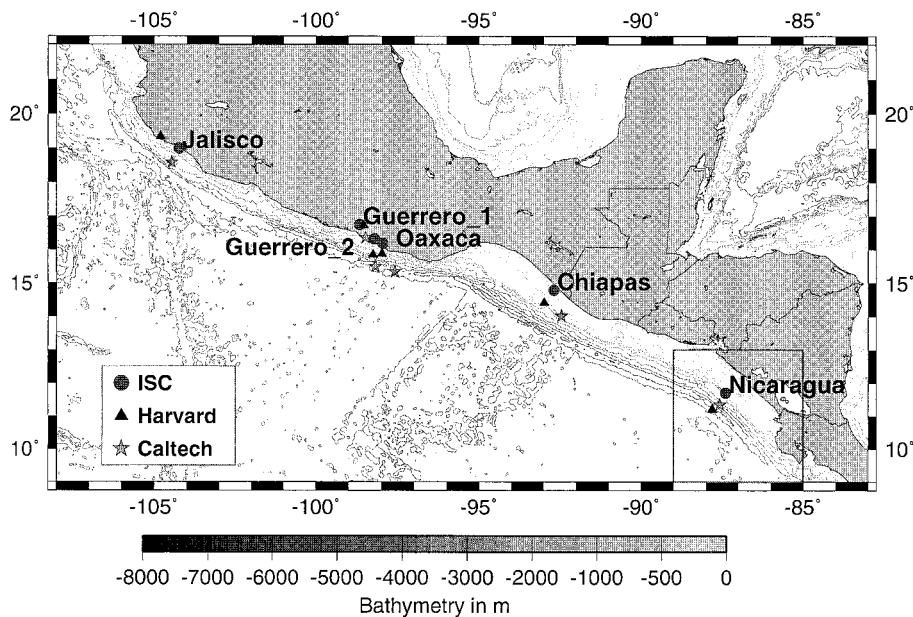 -105° -100° -95° -90° -85°
20° 20°
Jalisco
Guerrero_1
Guerrero_2 Oaxaca
15° 15°
Chiapas
ISC
Nicaragua
Harvard
10° Caltech 10°
-105° -100° -95° -90° -85°
-8000 -7000 -6000 -5000 -4000 -3000 -2000 -1000 -500 0
Bathymetry in m